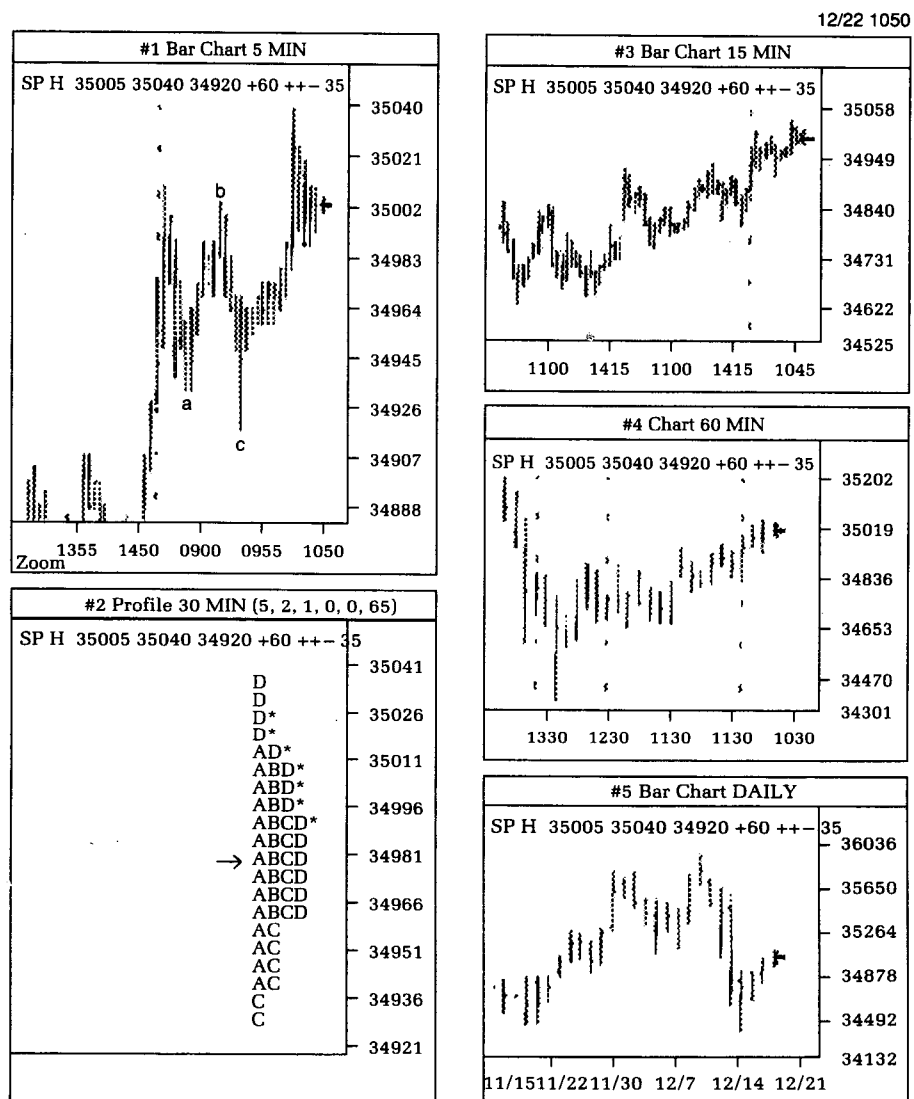 12/22 1050
#1 Bar Chart 5 MIN
SP H 35005 35040 34920 +60 ++− 35
35040
35021
35002
34983
34964
34945
34926
34907
34888
b
a
c
1355 1450 0900 0955 1050
Zoom
#2 Profile 30 MIN (5, 2, 1, 0, 0, 65)
SP H 35005 35040 34920 +60 ++− 35
35041
35026
35011
34996
34981
34966
34951
34936
34921
D
D
D*
D*
AD*
ABD*
ABD*
ABD*
ABCD*
ABCD
→ ABCD
ABCD
ABCD
ABCD
AC
AC
AC
AC
C
C
#3 Bar Chart 15 MIN
SP H 35005 35040 34920 +60 ++− 35
35058
34949
34840
34731
34622
34525
1100 1415 1100 1415 1045
#4 Chart 60 MIN
SP H 35005 35040 34920 +60 ++− 35
35202
35019
34836
34653
34470
34301
1330 1230 1130 1130 1030
#5 Bar Chart DAILY
SP H 35005 35040 34920 +60 ++− 35
36036
35650
35264
34878
34492
34132
11/15 11/22 11/30 12/7 12/14 12/21